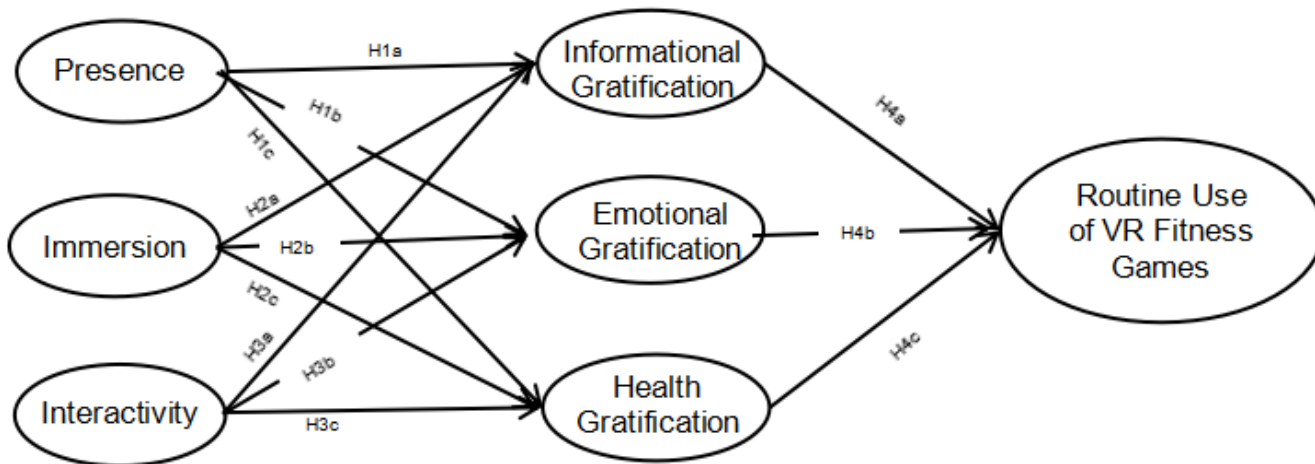 Presence
H1a
Informational
Gratification
H1b
H1c
H4a
Immersion
H2a
H2b
H2c
Emotional
Gratification
H4b
Routine Use
of VR Fitness
Games
Interactivity
H3a
H3b
H3c
Health
Gratification
H4c